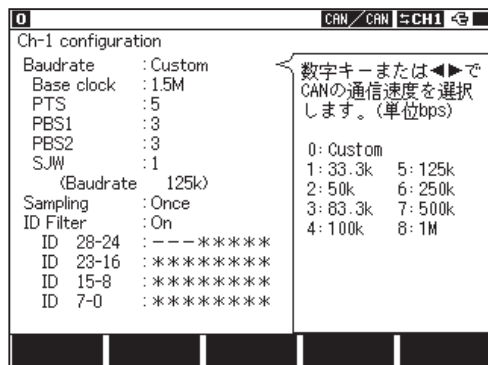 0 CAN/CAN ⇆CH1
Ch-1 configuration
Baudrate :Custom
Base clock :1.5M
PTS :5
PBS1 :3
PBS2 :3
SJW :1
(Baudrate 125k)
Sampling :Once
ID Filter :On
ID 28-24 :---*****
ID 23-16 :********
ID 15-8 :********
ID 7-0 :********
数字キーまたは◀▶で
CANの通信速度を選択
します。(単位bps)
0:Custom
1:33.3k 5:125k
2:50k 6:250k
3:83.3k 7:500k
4:100k 8:1M